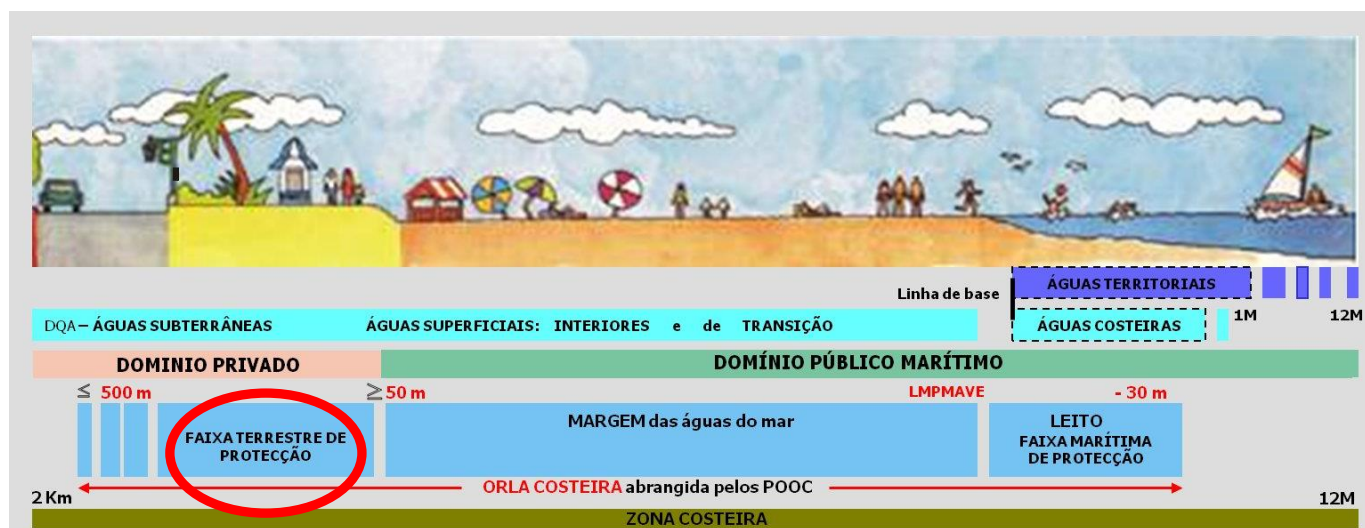 Linha de base
ÁGUAS TERRITORIAIS
DQA – ÁGUAS SUBTERRÂNEAS ÁGUAS SUPERFICIAIS: INTERIORES e de TRANSIÇÃO
ÁGUAS COSTEIRAS
1M 12M
DOMINIO PRIVADO DOMÍNIO PÚBLICO MARÍTIMO
≤ 500 m ≥ 50 m LMPMAVE - 30 m
FAIXA TERRESTRE DE
PROTECÇÃO
MARGEM das águas do mar
LEITO
FAIXA MARÍTIMA
DE PROTECÇÃO
2 Km ORLA COSTEIRA abrangida pelos POOC 12M
ZONA COSTEIRA